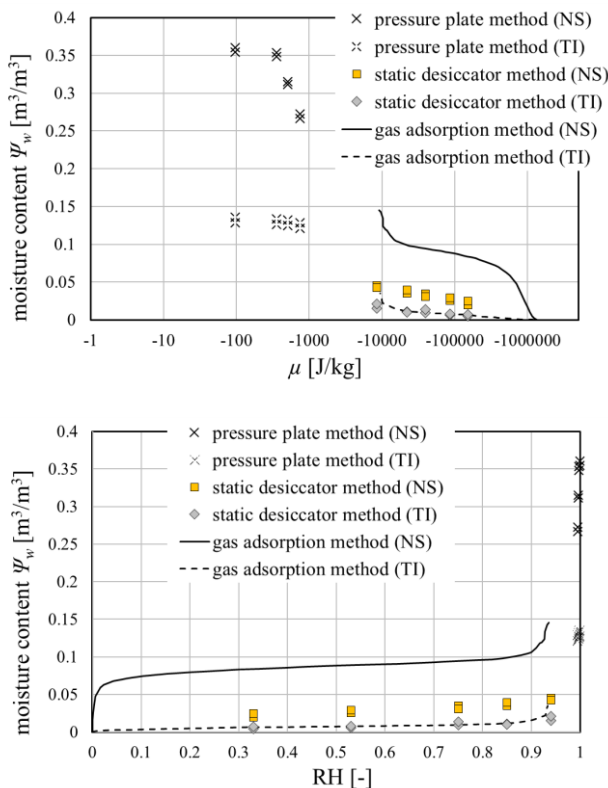 pressure plate method (NS)
pressure plate method (TI)
static desiccator method (NS)
static desiccator method (TI)
gas adsorption method (NS)
gas adsorption method (TI)
moisture content Ψw [m³/m³]
0.4
0.35
0.3
0.25
0.2
0.15
0.1
0.05
0
-1
-10
-100
-1000
-10000
-100000
-1000000
μ [J/kg]
pressure plate method (NS)
pressure plate method (TI)
static desiccator method (NS)
static desiccator method (TI)
gas adsorption method (NS)
gas adsorption method (TI)
moisture content Ψw [m³/m³]
0.4
0.35
0.3
0.25
0.2
0.15
0.1
0.05
0
0 0.1 0.2 0.3 0.4 0.5 0.6 0.7 0.8 0.9 1
RH [-]